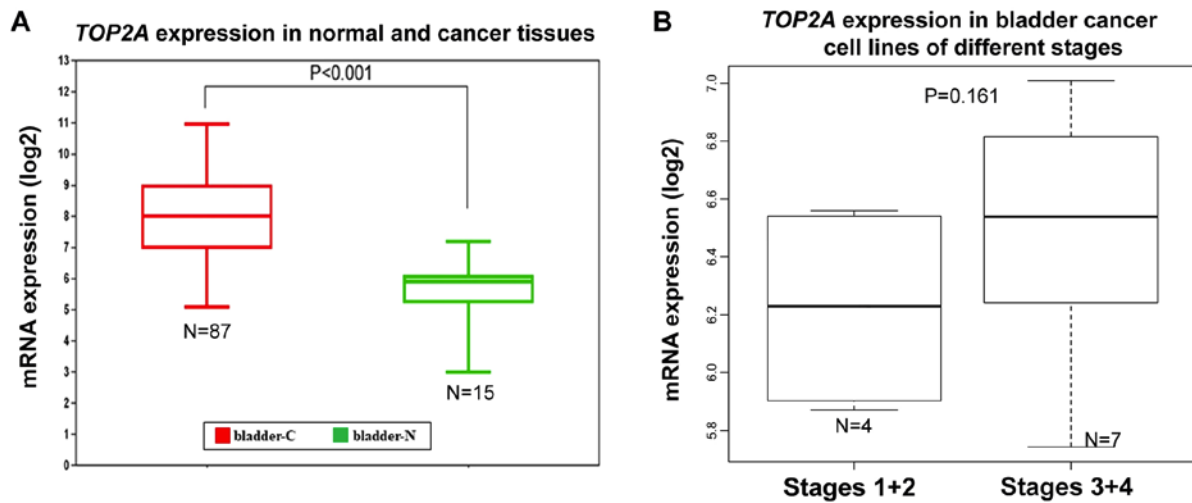 A
TOP2A expression in normal and cancer tissues
mRNA expression (log2)
13
12
11
10
9
8
7
6
5
4
3
2
1
0
P<0.001
N=87
N=15
bladder-C
bladder-N
B
TOP2A expression in bladder cancer
cell lines of different stages
mRNA expression (log2)
7.0
6.8
6.6
6.4
6.2
6.0
5.8
P=0.161
N=4
N=7
Stages 1+2
Stages 3+4